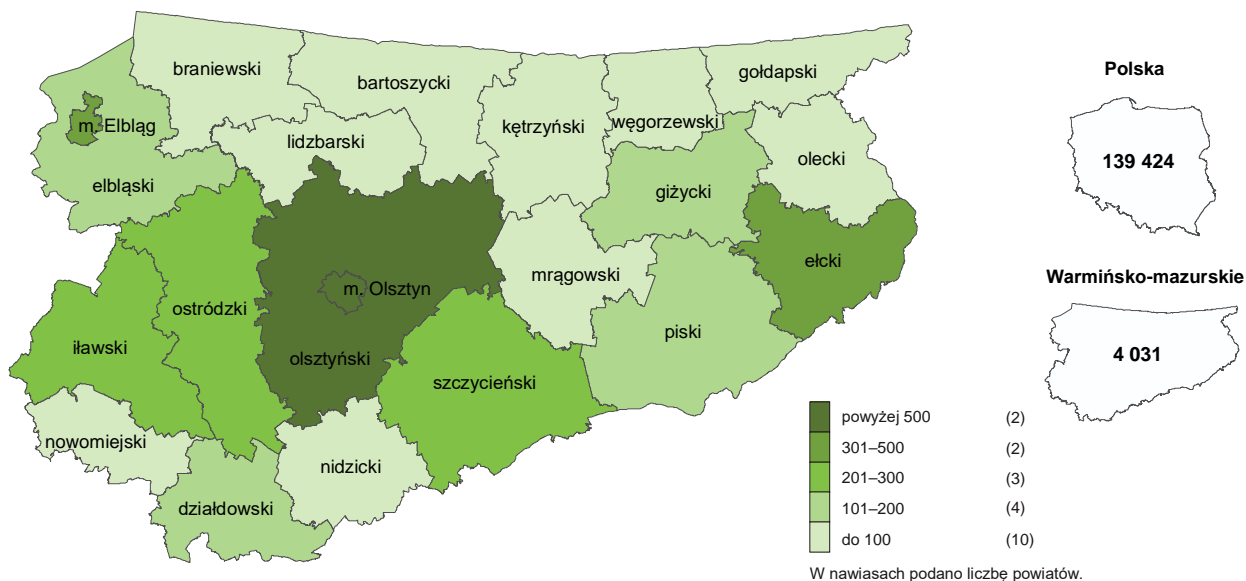 braniewski
bartoszycki
gołdapski
m. Elbląg
lidzbarski
kętrzyński
węgorzewski
olecki
elbląski
giżycki
ełcki
mrągowski
m. Olsztyn
ostródzki
piski
iławski
olsztyński
szczycieński
nowomiejski
nidzicki
działdowski
Polska
139 424
Warmińsko-mazurskie
4 031
powyżej 500 (2)
301–500 (2)
201–300 (3)
101–200 (4)
do 100 (10)
W nawiasach podano liczbę powiatów.